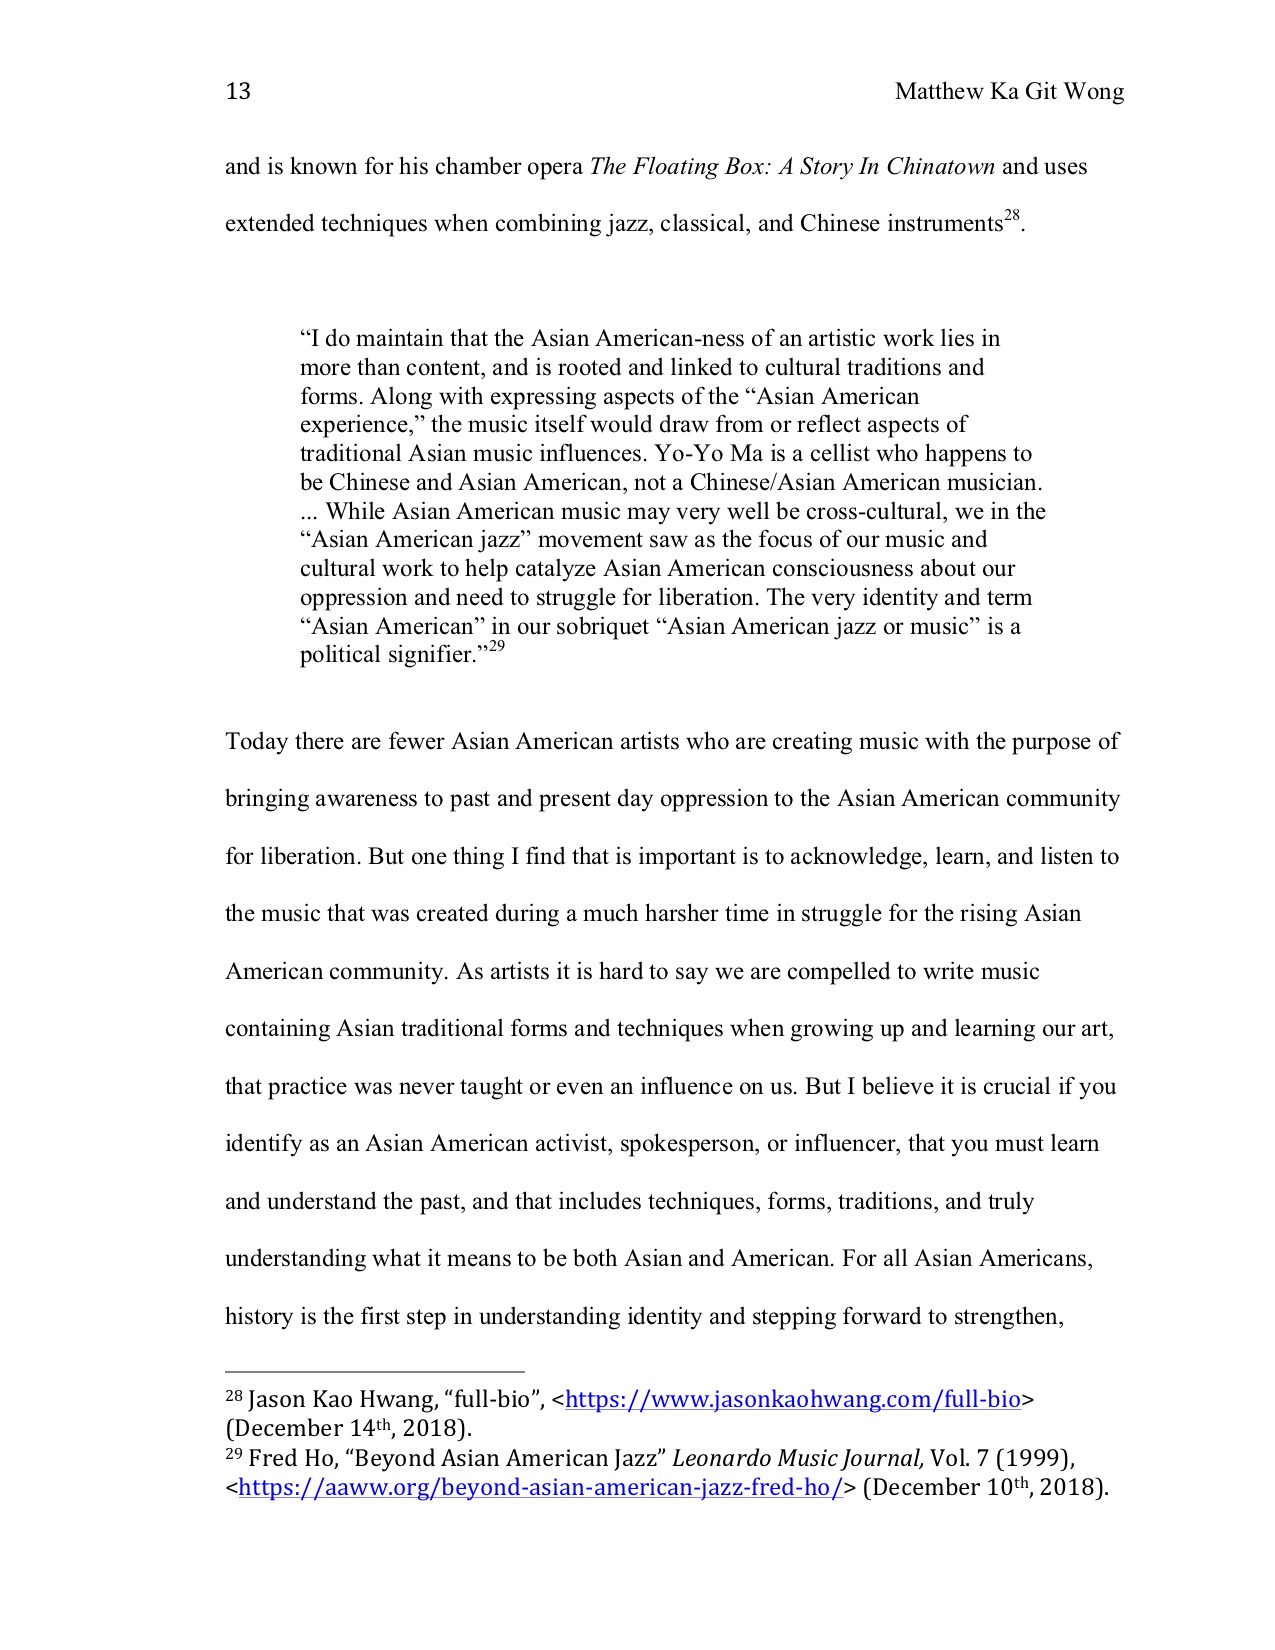 13 Matthew Ka Git Wong
and is known for his chamber opera The Floating Box: A Story In Chinatown and uses
extended techniques when combining jazz, classical, and Chinese instruments28.
“I do maintain that the Asian American-ness of an artistic work lies in
more than content, and is rooted and linked to cultural traditions and
forms. Along with expressing aspects of the “Asian American
experience,” the music itself would draw from or reflect aspects of
traditional Asian music influences. Yo-Yo Ma is a cellist who happens to
be Chinese and Asian American, not a Chinese/Asian American musician.
... While Asian American music may very well be cross-cultural, we in the
“Asian American jazz” movement saw as the focus of our music and
cultural work to help catalyze Asian American consciousness about our
oppression and need to struggle for liberation. The very identity and term
“Asian American” in our sobriquet “Asian American jazz or music” is a
political signifier.”29
Today there are fewer Asian American artists who are creating music with the purpose of
bringing awareness to past and present day oppression to the Asian American community
for liberation. But one thing I find that is important is to acknowledge, learn, and listen to
the music that was created during a much harsher time in struggle for the rising Asian
American community. As artists it is hard to say we are compelled to write music
containing Asian traditional forms and techniques when growing up and learning our art,
that practice was never taught or even an influence on us. But I believe it is crucial if you
identify as an Asian American activist, spokesperson, or influencer, that you must learn
and understand the past, and that includes techniques, forms, traditions, and truly
understanding what it means to be both Asian and American. For all Asian Americans,
history is the first step in understanding identity and stepping forward to strengthen,
28 Jason Kao Hwang, “full-bio”, <https://www.jasonkaohwang.com/full-bio>
(December 14th, 2018).
29 Fred Ho, “Beyond Asian American Jazz” Leonardo Music Journal, Vol. 7 (1999),
<https://aaww.org/beyond-asian-american-jazz-fred-ho/> (December 10th, 2018).